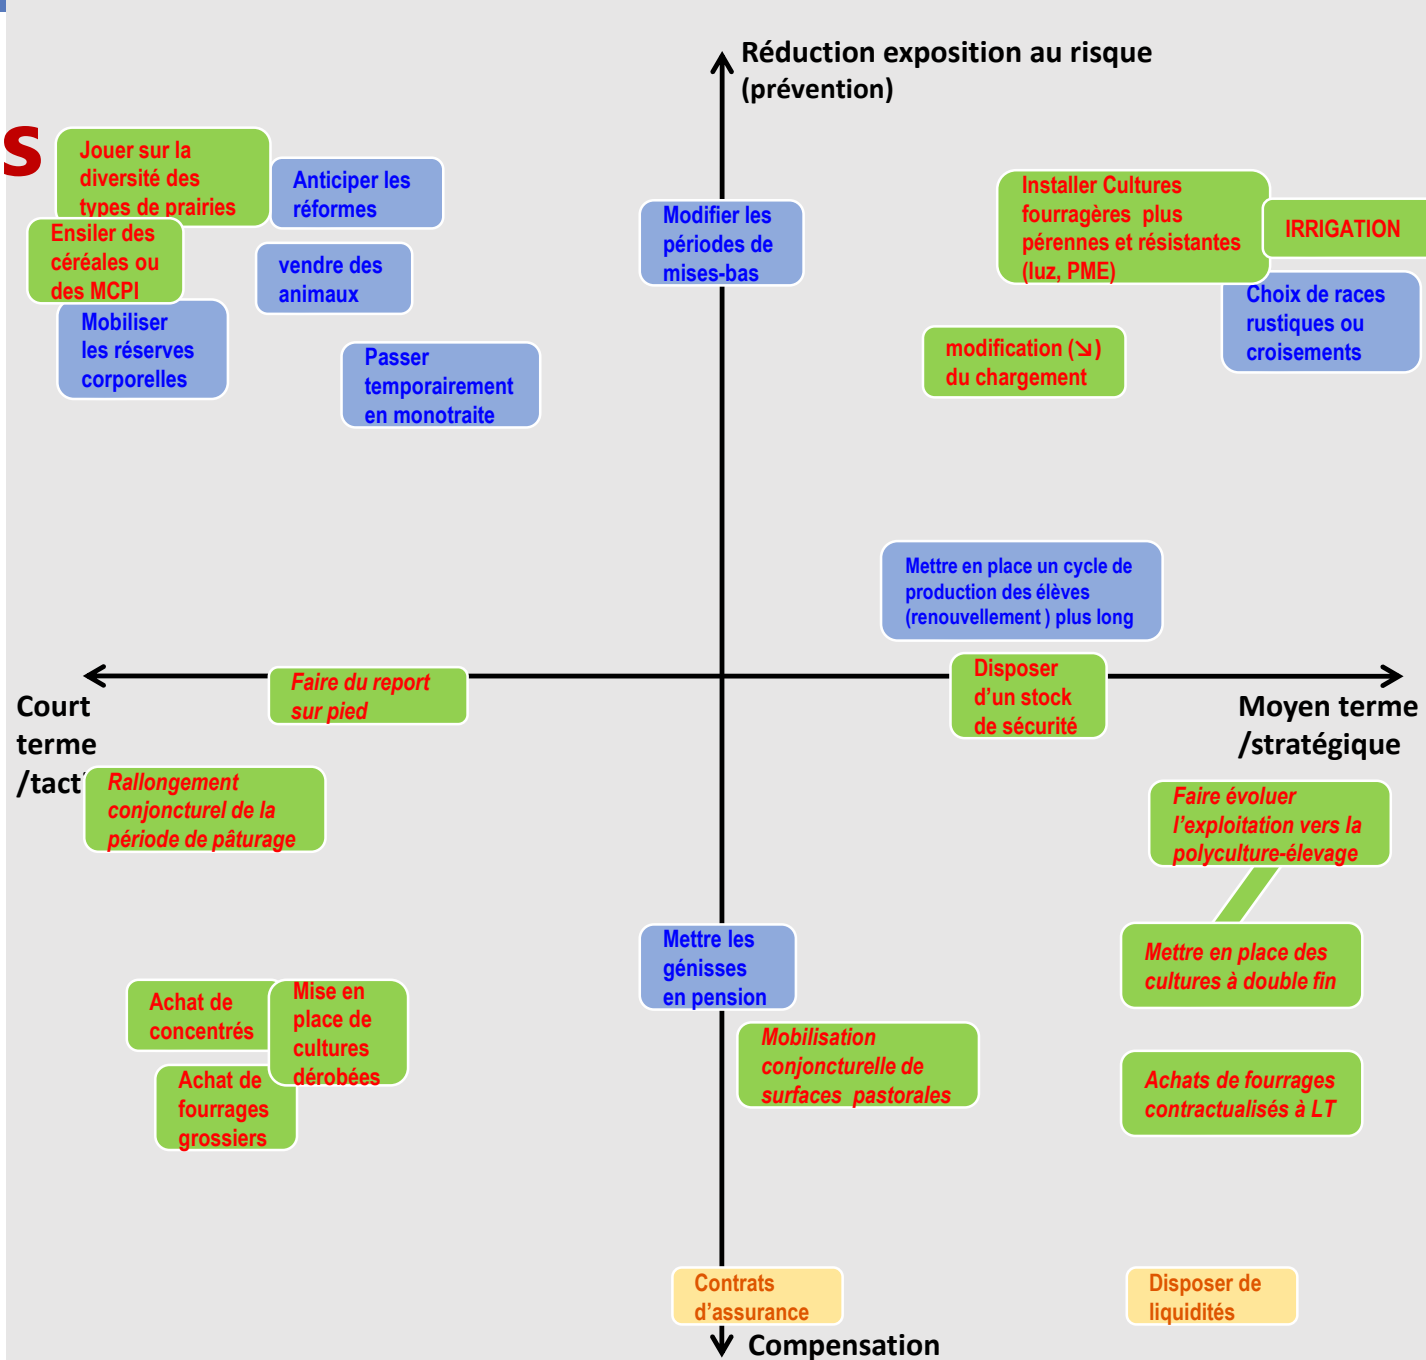 Réduction exposition au risque
(prévention)
s
Jouer sur la
diversité des
types de prairies
Anticiper les
réformes
Ensiler des
céréales ou
des MCPI
vendre des
animaux
Mobiliser
les réserves
corporelles
Passer
temporairement
en monotraite
Modifier les
périodes de
mises-bas
Installer Cultures
fourragères plus
pérennes et résistantes
(luz, PME)
IRRIGATION
Choix de races
rustiques ou
croisements
modification (↘)
du chargement
Mettre en place un cycle de
production des élèves
(renouvellement ) plus long
Faire du report
sur pied
Disposer
d'un stock
de sécurité
Court
terme
/tact
Moyen terme
/stratégique
Rallongement
conjoncturel de la
période de pâturage
Faire évoluer
l'exploitation vers la
polyculture-élevage
Mettre les
génisses
en pension
Mettre en place des
cultures à double fin
Achat de
concentrés
Mise en
place de
cultures
dérobées
Achat de
fourrages
grossiers
Mobilisation
conjoncturelle de
surfaces pastorales
Achats de fourrages
contractualisés à LT
Contrats
d'assurance
Disposer de
liquidités
Compensation